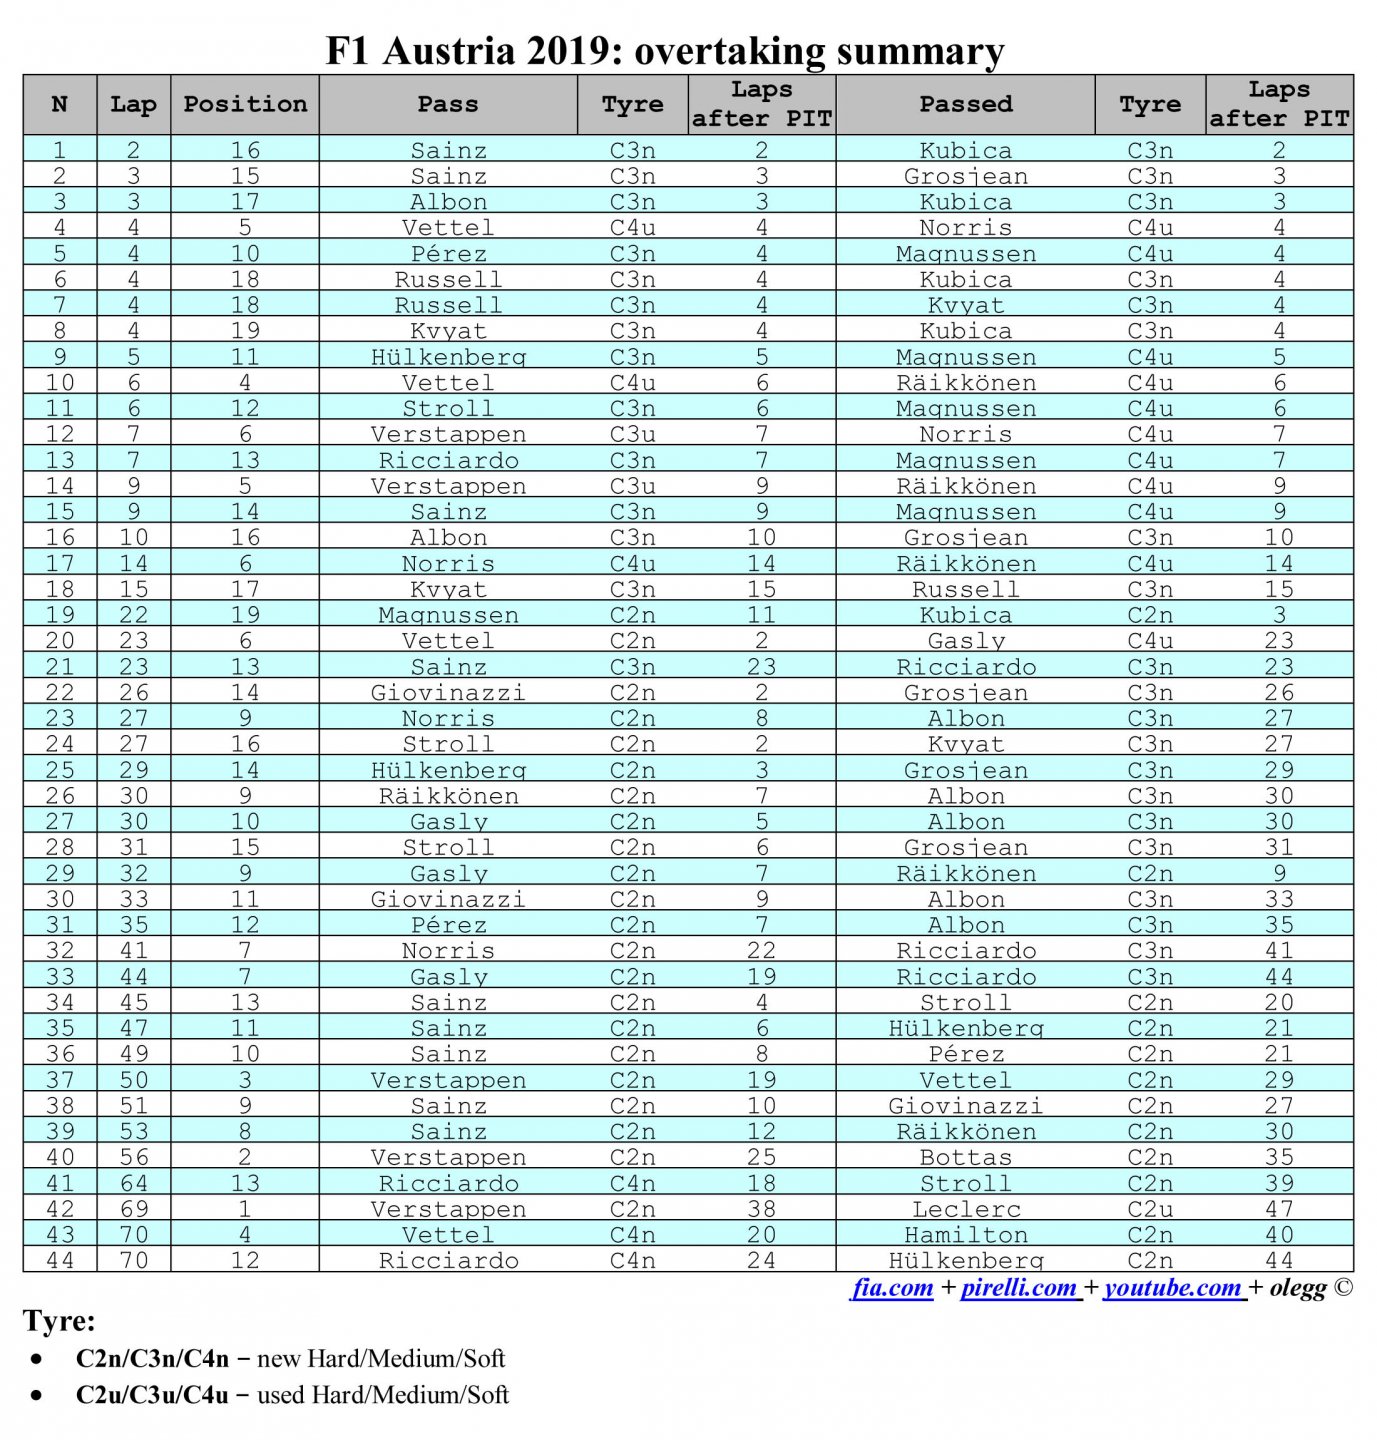 F1 Austria 2019: overtaking summary
N Lap Position Pass Tyre Laps after PIT Passed Tyre Laps after PIT
1 2 16 Sainz C3n 2 Kubica C3n 2
2 3 15 Sainz C3n 3 Grosjean C3n 3
3 3 17 Albon C3n 3 Kubica C3n 3
4 4 5 Vettel C4u 4 Norris C4u 4
5 4 10 Pérez C3n 4 Magnussen C4u 4
6 4 18 Russell C3n 4 Kubica C3n 4
7 4 18 Russell C3n 4 Kvyat C3n 4
8 4 19 Kvyat C3n 4 Kubica C3n 4
9 5 11 Hülkenberg C3n 5 Magnussen C4u 5
10 6 4 Vettel C4u 6 Räikkönen C4u 6
11 6 12 Stroll C3n 6 Magnussen C4u 6
12 7 6 Verstappen C3u 7 Norris C4u 7
13 7 13 Ricciardo C3n 7 Magnussen C4u 7
14 9 5 Verstappen C3u 9 Räikkönen C4u 9
15 9 14 Sainz C3n 9 Magnussen C4u 9
16 10 16 Albon C3n 10 Grosjean C3n 10
17 14 6 Norris C4u 14 Räikkönen C4u 14
18 15 17 Kvyat C3n 15 Russell C3n 15
19 22 19 Magnussen C2n 11 Kubica C2n 3
20 23 6 Vettel C2n 2 Gasly C4u 23
21 23 13 Sainz C3n 23 Ricciardo C3n 23
22 26 14 Giovinazzi C2n 2 Grosjean C3n 26
23 27 9 Norris C2n 8 Albon C3n 27
24 27 16 Stroll C2n 2 Kvyat C3n 27
25 29 14 Hülkenberg C2n 3 Grosjean C3n 29
26 30 9 Räikkönen C2n 7 Albon C3n 30
27 30 10 Gasly C2n 5 Albon C3n 30
28 31 15 Stroll C2n 6 Grosjean C3n 31
29 32 9 Gasly C2n 7 Räikkönen C2n 9
30 33 11 Giovinazzi C2n 9 Albon C3n 33
31 35 12 Pérez C2n 7 Albon C3n 35
32 41 7 Norris C2n 22 Ricciardo C3n 41
33 44 7 Gasly C2n 19 Ricciardo C3n 44
34 45 13 Sainz C2n 4 Stroll C2n 20
35 47 11 Sainz C2n 6 Hülkenberg C2n 21
36 49 10 Sainz C2n 8 Pérez C2n 21
37 50 3 Verstappen C2n 19 Vettel C2n 29
38 51 9 Sainz C2n 10 Giovinazzi C2n 27
39 53 8 Sainz C2n 12 Räikkönen C2n 30
40 56 2 Verstappen C2n 25 Bottas C2n 35
41 64 13 Ricciardo C4n 18 Stroll C2n 39
42 69 1 Verstappen C2n 38 Leclerc C2u 47
43 70 4 Vettel C4n 20 Hamilton C2n 40
44 70 12 Ricciardo C4n 24 Hülkenberg C2n 44
fia.com + pirelli.com + youtube.com + olegg ©
Tyre:
• C2n/C3n/C4n – new Hard/Medium/Soft
• C2u/C3u/C4u – used Hard/Medium/Soft